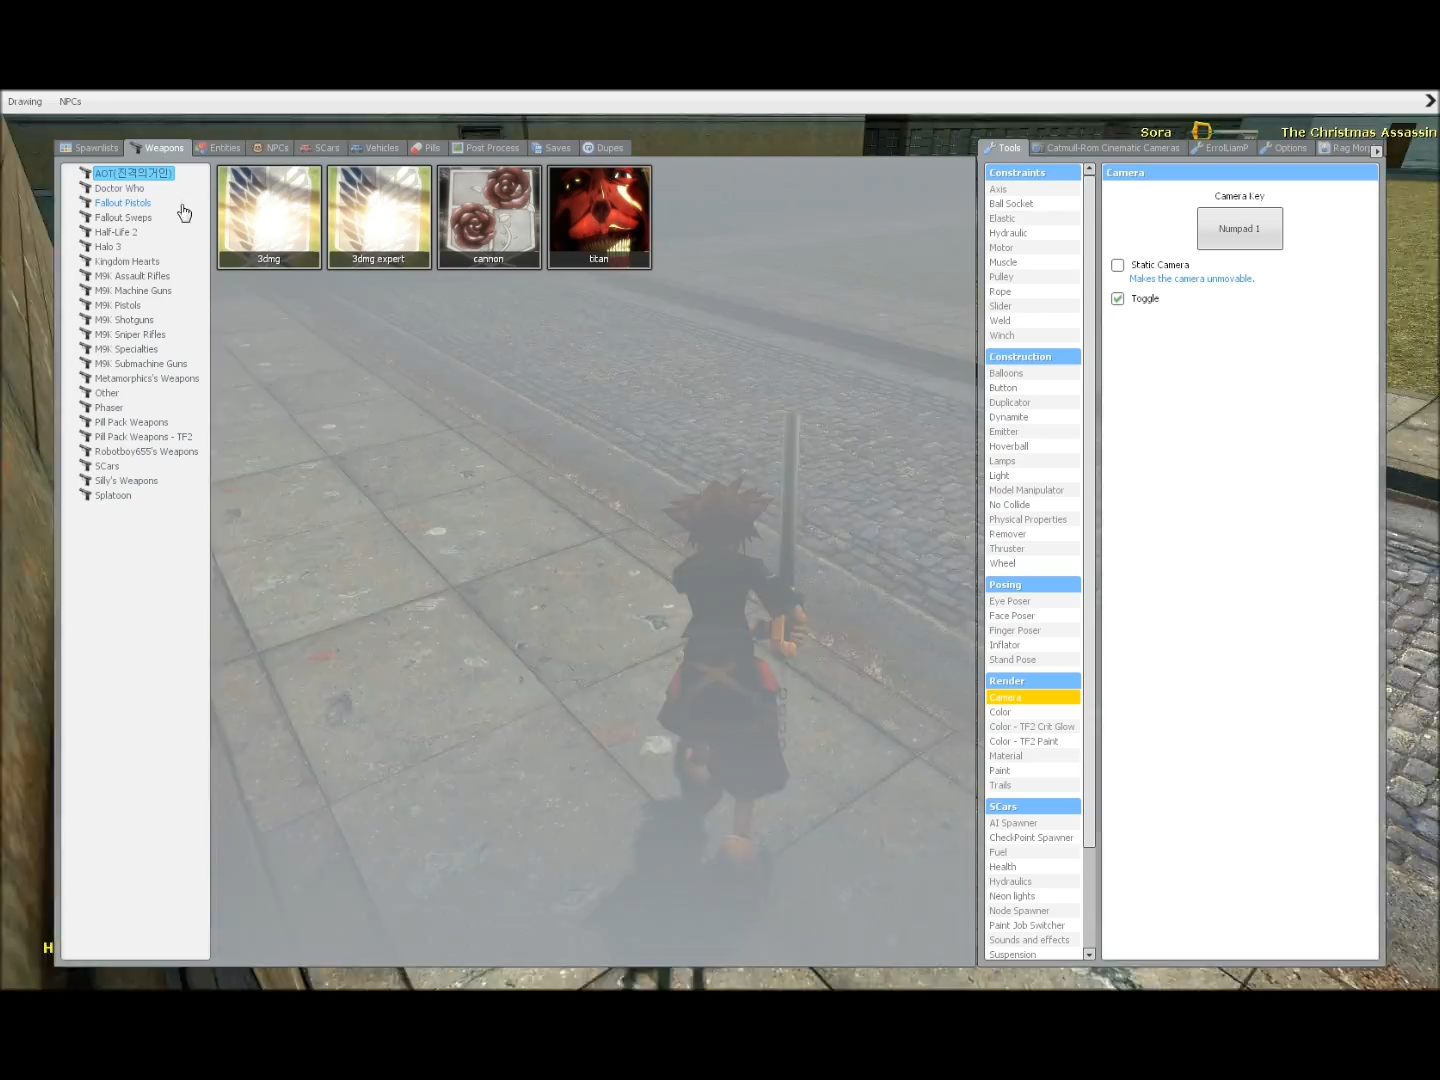 Drawing NPCs
Sora The Christmas Assassin
Spawnlists Weapons Entities NPCs SCars Vehicles Pills Post Process Saves Dupes
Tools Catmull-Rom Cinematic Cameras ErrolLiamP Options Rag Morp
AOT(진격의거인)
Doctor Who
Fallout Pistols
Fallout Sweps
Half-Life 2
Halo 3
Kingdom Hearts
M9K Assault Rifles
M9K Machine Guns
M9K Pistols
M9K Shotguns
M9K Sniper Rifles
M9K Specialties
M9K Submachine Guns
Metamorphics's Weapons
Other
Phaser
Pill Pack Weapons
Pill Pack Weapons - TF2
Robotboy655's Weapons
SCars
Silly's Weapons
Splatoon
3dmg
3dmg expert
cannon
titan
H
Constraints
Axis
Ball Socket
Elastic
Hydraulic
Motor
Muscle
Pulley
Rope
Slider
Weld
Winch
Construction
Balloons
Button
Duplicator
Dynamite
Emitter
Hoverball
Lamps
Light
Model Manipulator
No Collide
Physical Properties
Remover
Thruster
Wheel
Posing
Eye Poser
Face Poser
Finger Poser
Inflator
Stand Pose
Render
Camera
Color
Color - TF2 Crit Glow
Color - TF2 Paint
Material
Paint
Trails
SCars
AI Spawner
CheckPoint Spawner
Fuel
Health
Hydraulics
Neon lights
Node Spawner
Paint Job Switcher
Sounds and effects
Suspension
Camera
Camera Key
Numpad 1
Static Camera
Makes the camera unmovable.
Toggle